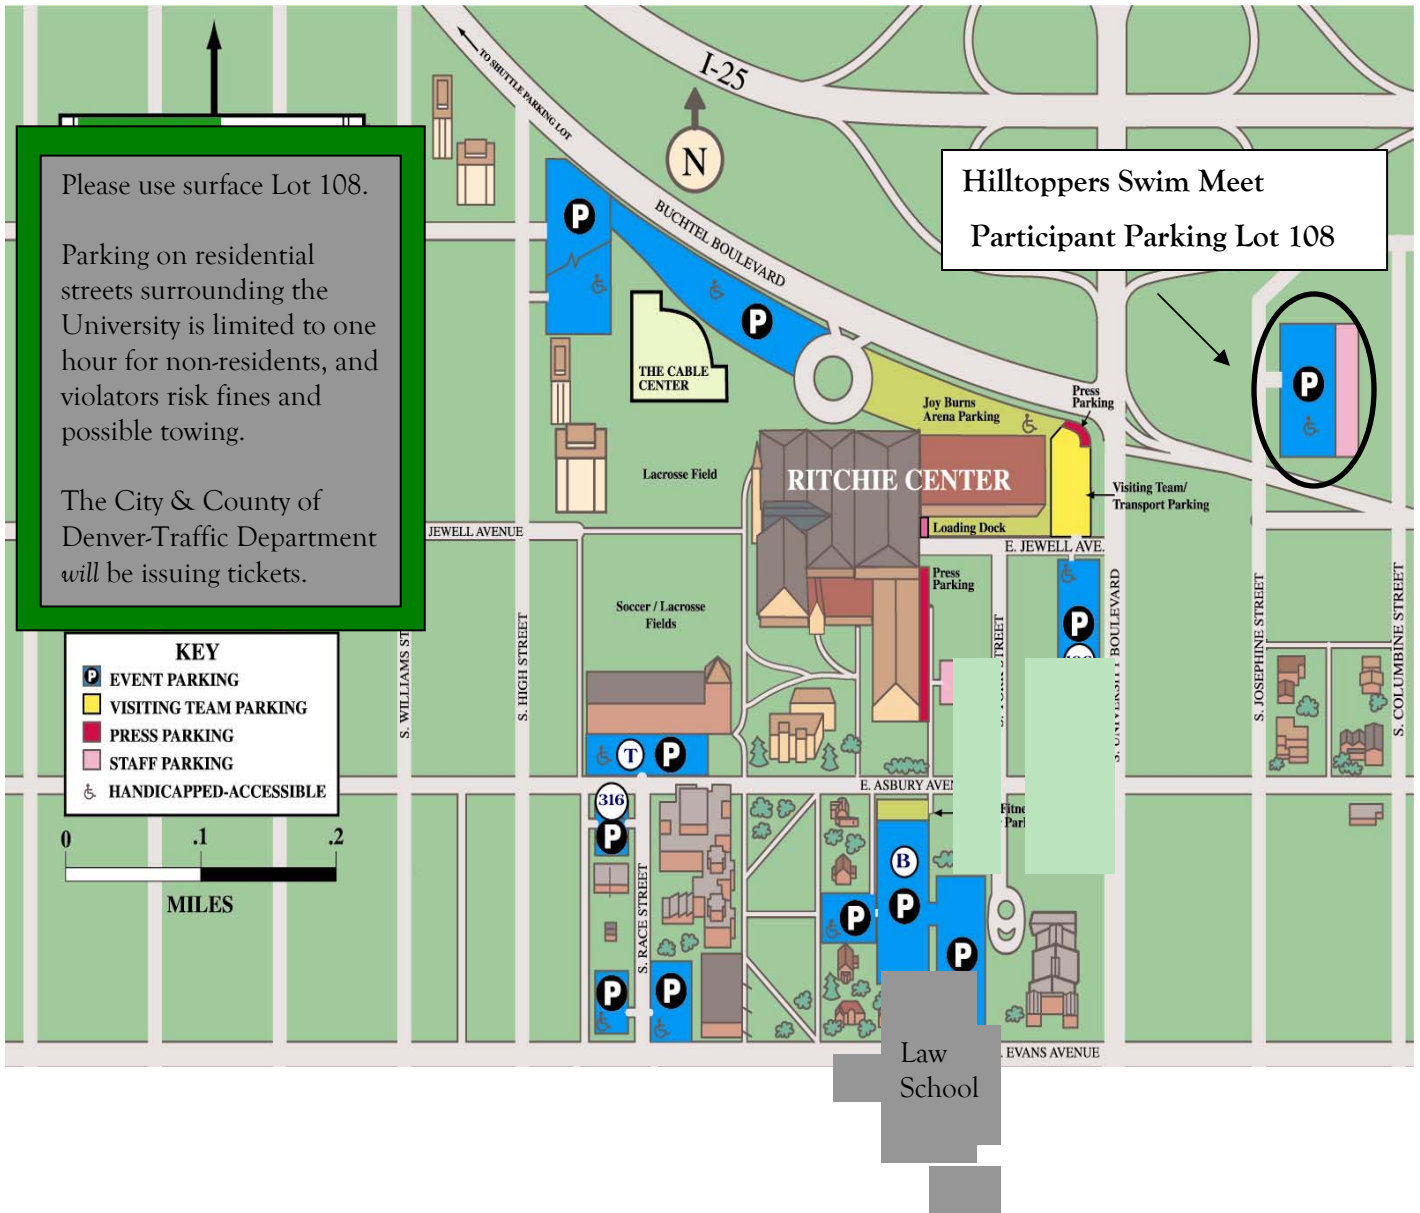 TO SHUTTLE PARKING LOT
I-25
N
Please use surface Lot 108.
Parking on residential
streets surrounding the
University is limited to one
hour for non-residents, and
violators risk fines and
possible towing.
The City & County of
Denver-Traffic Department
will be issuing tickets.
Hilltoppers Swim Meet
Participant Parking Lot 108
P
BUCHTEL BOULEVARD
P
THE CABLE
CENTER
P
Joy Burns
Arena Parking
Press
Parking
Lacrosse Field
RITCHIE CENTER
Visiting Team/
Transport Parking
Loading Dock
JEWELL AVENUE
E. JEWELL AVE.
Press
Parking
Soccer / Lacrosse
Fields
P
S. WILLIAMS ST
S. HIGH STREET
STREET
BOULEVARD
S. JOSEPHINE STREET
S. COLUMBINE STREET
KEY
P EVENT PARKING
VISITING TEAM PARKING
PRESS PARKING
STAFF PARKING
HANDICAPPED-ACCESSIBLE
T P
E. ASBURY AVEN
316
P
0 .1 .2
MILES
B
P
P
P
S. RACE STREET
P
P
Law
School
EVANS AVENUE